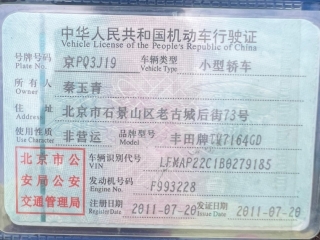 中华人民共和国机动车行驶证
Vehicle License of the People's Republic of China
号牌号码 京PQ3J19 车辆类型 小型轿车
Plate No. Vehicle Type
所有人 秦玉青
Owner
住址 北京市石景山区老古城后街73号
Address
使用性质 非营运 品牌型号 丰田牌TW7164GD
Use Character Model
北京市公 车辆识别代号 LFMAP22C1B0279185
VIN
安局公安 发动机号码 F993228
Engine No.
交通管理局 注册日期 2011-07-20 发证日期 2011-07-20
Register Date Issue Date